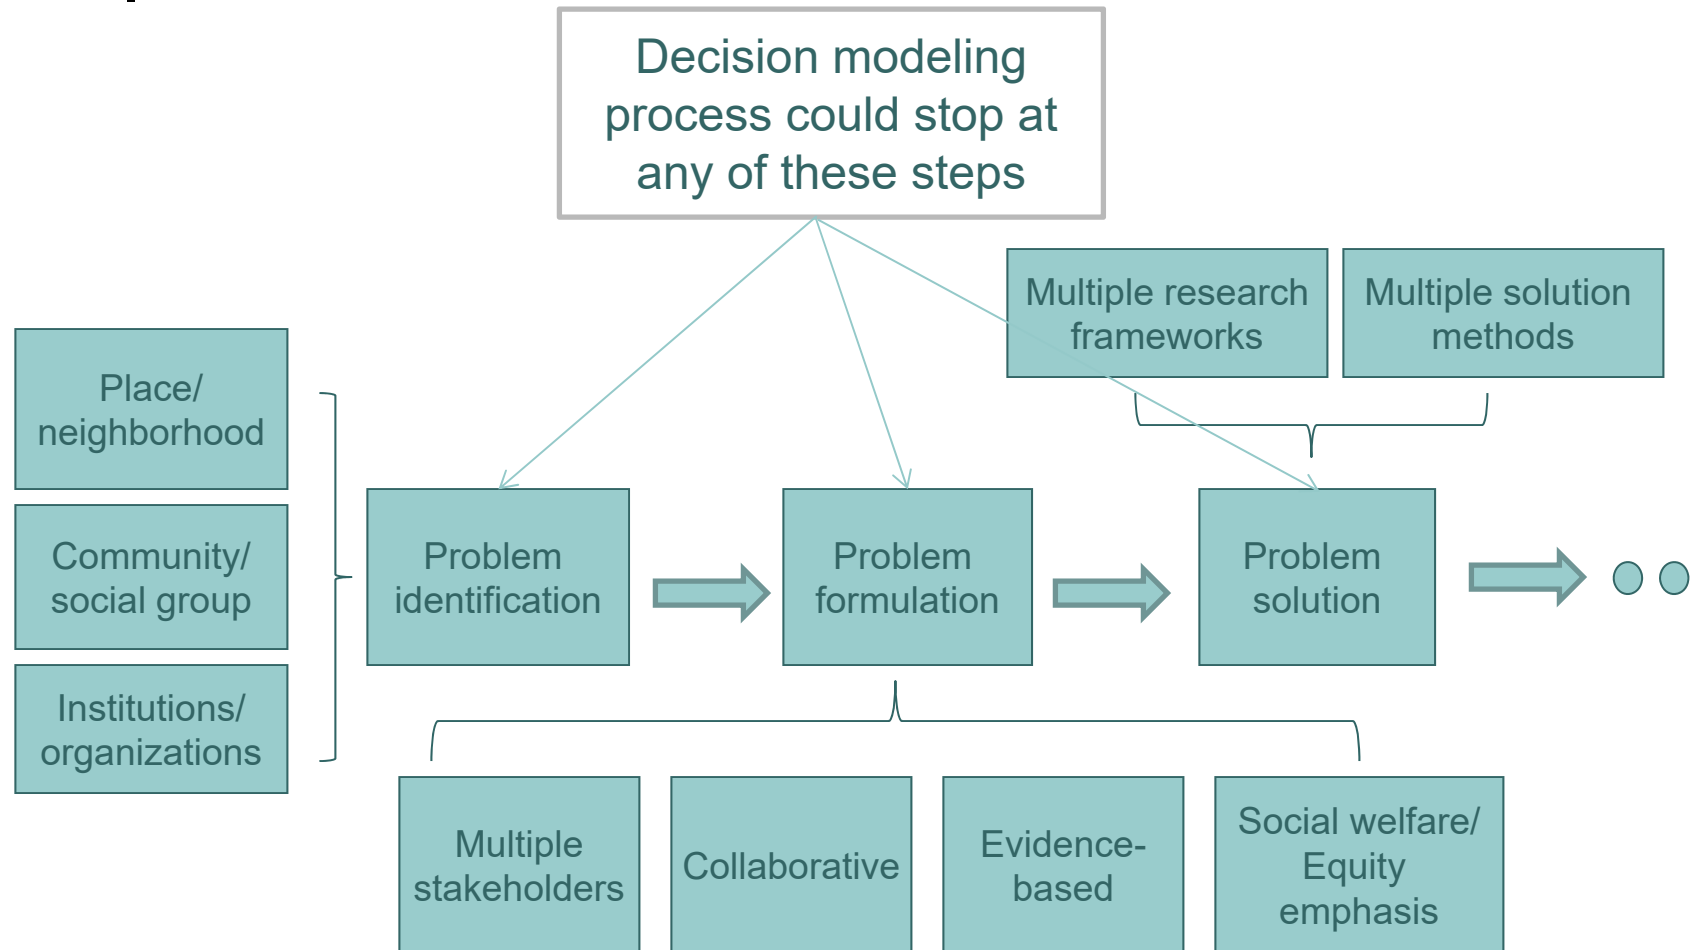 Decision modeling
process could stop at
any of these steps
Multiple research
frameworks
Multiple solution
methods
Place/
neighborhood
Community/
social group
Institutions/
organizations
Problem
identification
Problem
formulation
Problem
solution
Multiple
stakeholders
Collaborative
Evidence-
based
Social welfare/
Equity
emphasis